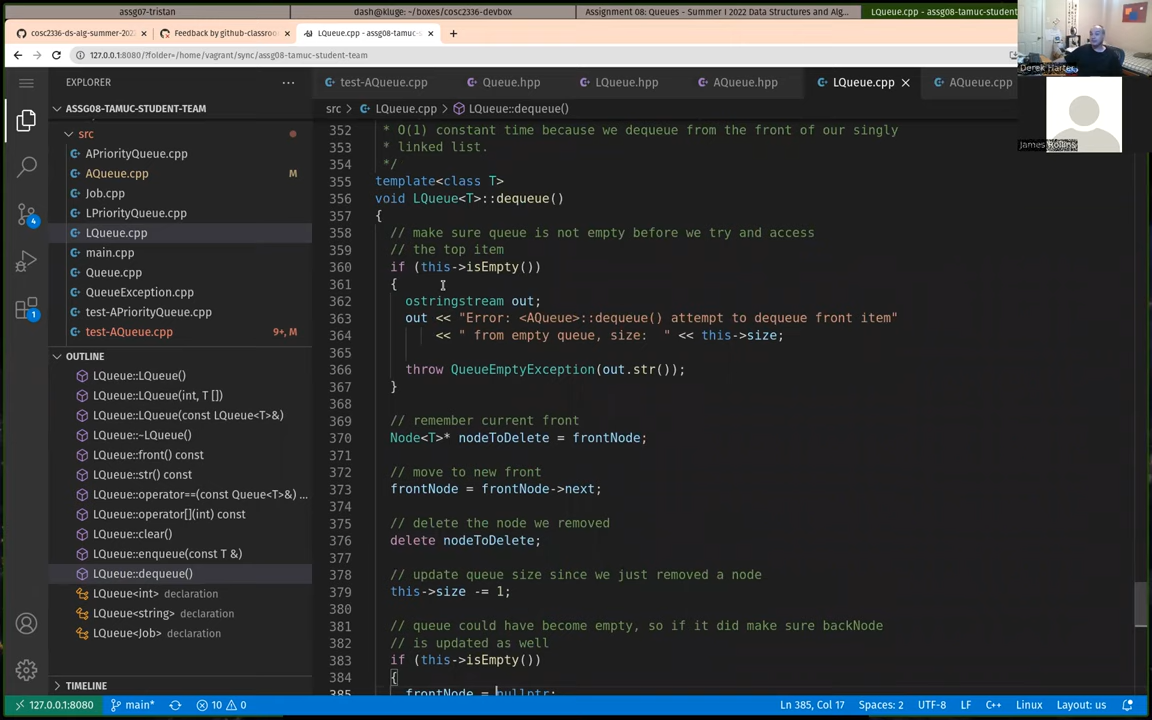 assg07-tristan
dash@kluge: ~/boxes/cosc2336-devbox
Assignment 08: Queues - Summer I 2022 Data Structures and Alg...
LQueue.cpp - assg08-tamuc-student
cosc2336-ds-alg-summer-202
Feedback by github-classroo
LQueue.cpp - assg08-tamuc-s
127.0.0.1:8080/?folder=/home/vagrant/sync/assg08-tamuc-student-team
Derek Harter
James Rollins
EXPLORER
test-AQueue.cpp
Queue.hpp
LQueue.hpp
AQueue.hpp
LQueue.cpp
AQueue.cpp
ASSG08-TAMUC-STUDENT-TEAM
src > LQueue.cpp > LQueue::dequeue()
src
APriorityQueue.cpp
AQueue.cpp M
Job.cpp
LPriorityQueue.cpp
LQueue.cpp
main.cpp
Queue.cpp
QueueException.cpp
test-APriorityQueue.cpp
test-AQueue.cpp 9+, M
OUTLINE
LQueue::LQueue()
LQueue::LQueue(int, T [])
LQueue::LQueue(const LQueue<T>&)
LQueue::~LQueue()
LQueue::front() const
LQueue::str() const
LQueue::operator==(const Queue<T>&) ...
LQueue::operator[](int) const
LQueue::clear()
LQueue::enqueue(const T &)
LQueue::dequeue()
LQueue<int> declaration
LQueue<string> declaration
LQueue<Job> declaration
TIMELINE
4
1
352 * O(1) constant time because we dequeue from the front of our singly
353 * linked list.
354 */
355 template<class T>
356 void LQueue<T>::dequeue()
357 {
358 // make sure queue is not empty before we try and access
359 // the top item
360 if (this->isEmpty())
361 {
362 ostringstream out;
363 out << "Error: <AQueue>::dequeue() attempt to dequeue front item"
364 << " from empty queue, size:  " << this->size;
365
366 throw QueueEmptyException(out.str());
367 }
368
369 // remember current front
370 Node<T>* nodeToDelete = frontNode;
371
372 // move to new front
373 frontNode = frontNode->next;
374
375 // delete the node we removed
376 delete nodeToDelete;
377
378 // update queue size since we just removed a node
379 this->size -= 1;
380
381 // queue could have become empty, so if it did make sure backNode
382 // is updated as well
383 if (this->isEmpty())
384 {
385 frontNode = nullptr;
127.0.0.1:8080
main*
10 0
Ln 385, Col 17
Spaces: 2
UTF-8
LF
C++
Linux
Layout: us